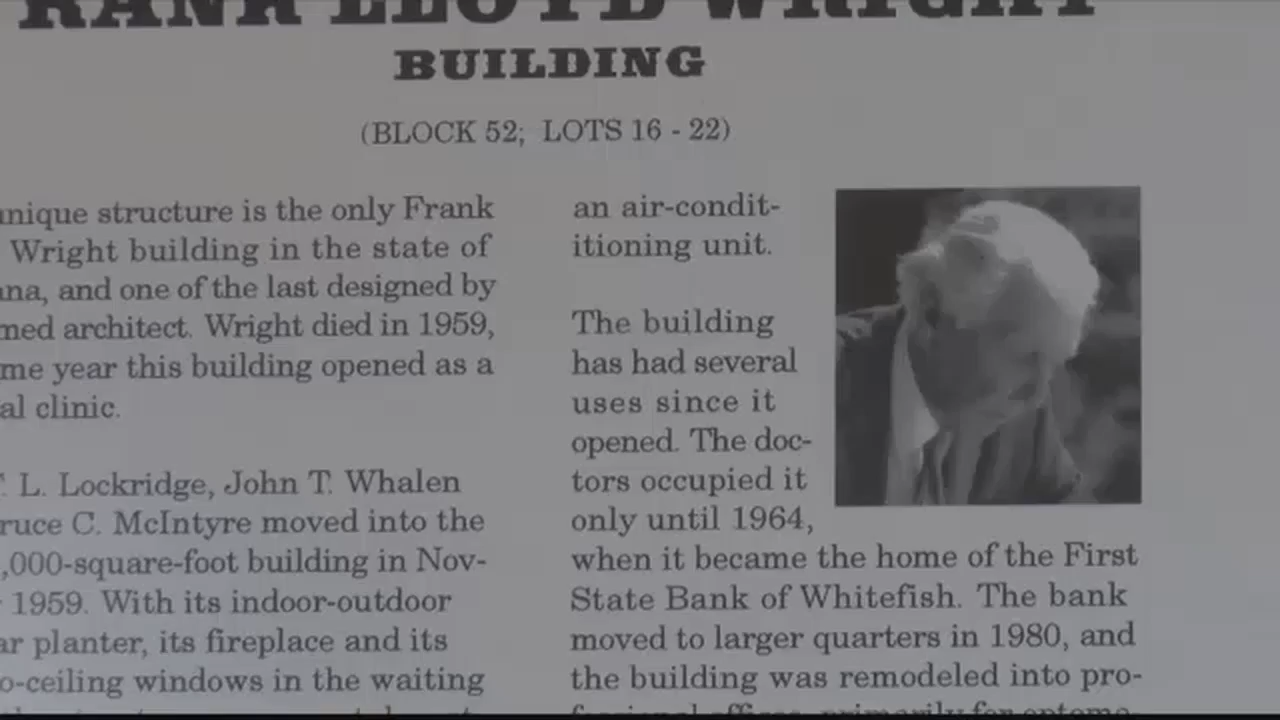 LLOYD WRIGHT
BUILDING
(BLOCK 52; LOTS 16 - 22)
unique structure is the only Frank
Wright building in the state of
ana, and one of the last designed by
med architect. Wright died in 1959,
me year this building opened as a
al clinic.
. L. Lockridge, John T. Whalen
ruce C. McIntyre moved into the
,000-square-foot building in Nov-
1959. With its indoor-outdoor
ar planter, its fireplace and its
o-ceiling windows in the waiting
an air-condit-
itioning unit.
The building
has had several
uses since it
opened. The doc-
tors occupied it
only until 1964,
when it became the home of the First
State Bank of Whitefish. The bank
moved to larger quarters in 1980, and
the building was remodeled into pro-